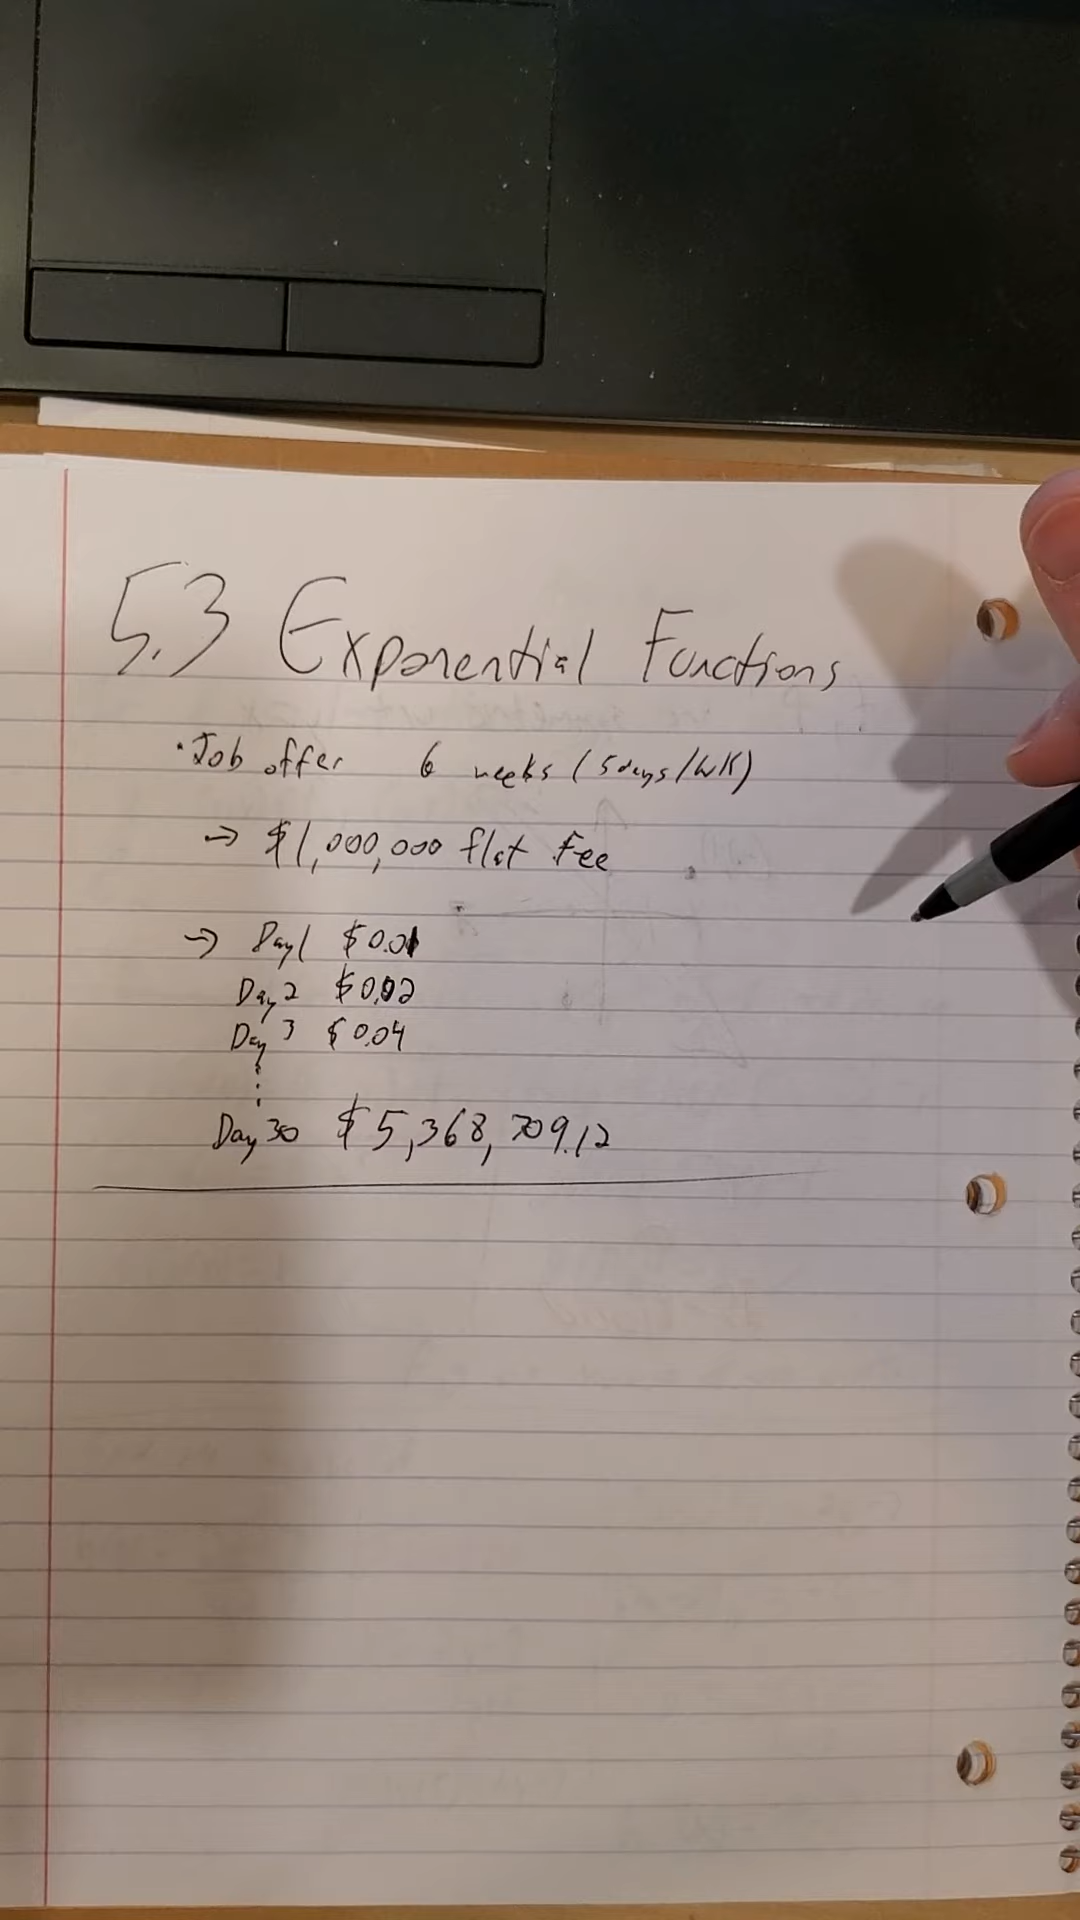 5.3 Exponential Functions
• Job offer 6 weeks (5days/WK)
→ $1,000,000 flat Fee
→ Day 1 $0.01
Day 2 $0.02
Day 3 $0.04
⋮
Day 30 $5,368,709.12